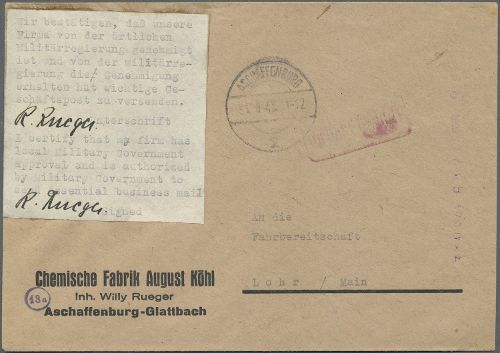 Wir bestätigen, daß unsere
Firma von der örtlichen
Militärregierung genehmigt
ist und von der Militärre-
gierung die Genehmigung
erhalten hat wichtige Ge-
schäftspost zu versenden.
R. Rueger
Unterschrift
I certify that my firm has
local Military Government
approval and is authorized
by Military Government to
send essential business mail
R. Rueger
signed
ASCHAFFENBURG
2
An die
Fahrbereitschaft
Lohr / Main
Chemische Fabrik August Köhl
13a
Inh. Willy Rueger
Aschaffenburg-Glattbach